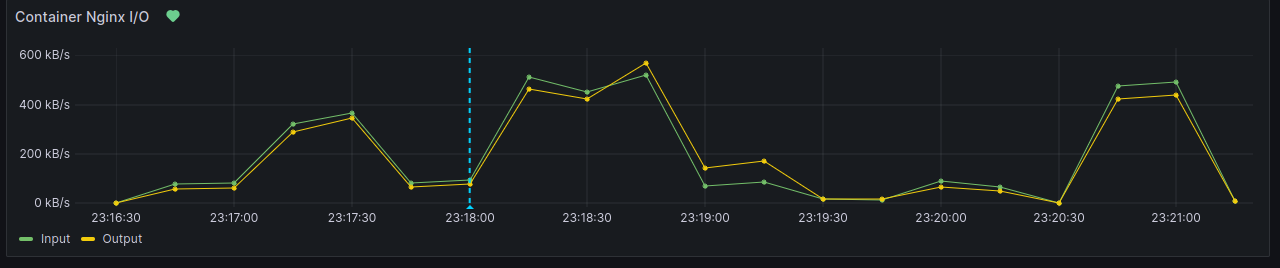 Container Nginx I/O
600 kB/s
400 kB/s
200 kB/s
0 kB/s
23:16:30 23:17:00 23:17:30 23:18:00 23:18:30 23:19:00 23:19:30 23:20:00 23:20:30 23:21:00
Input Output